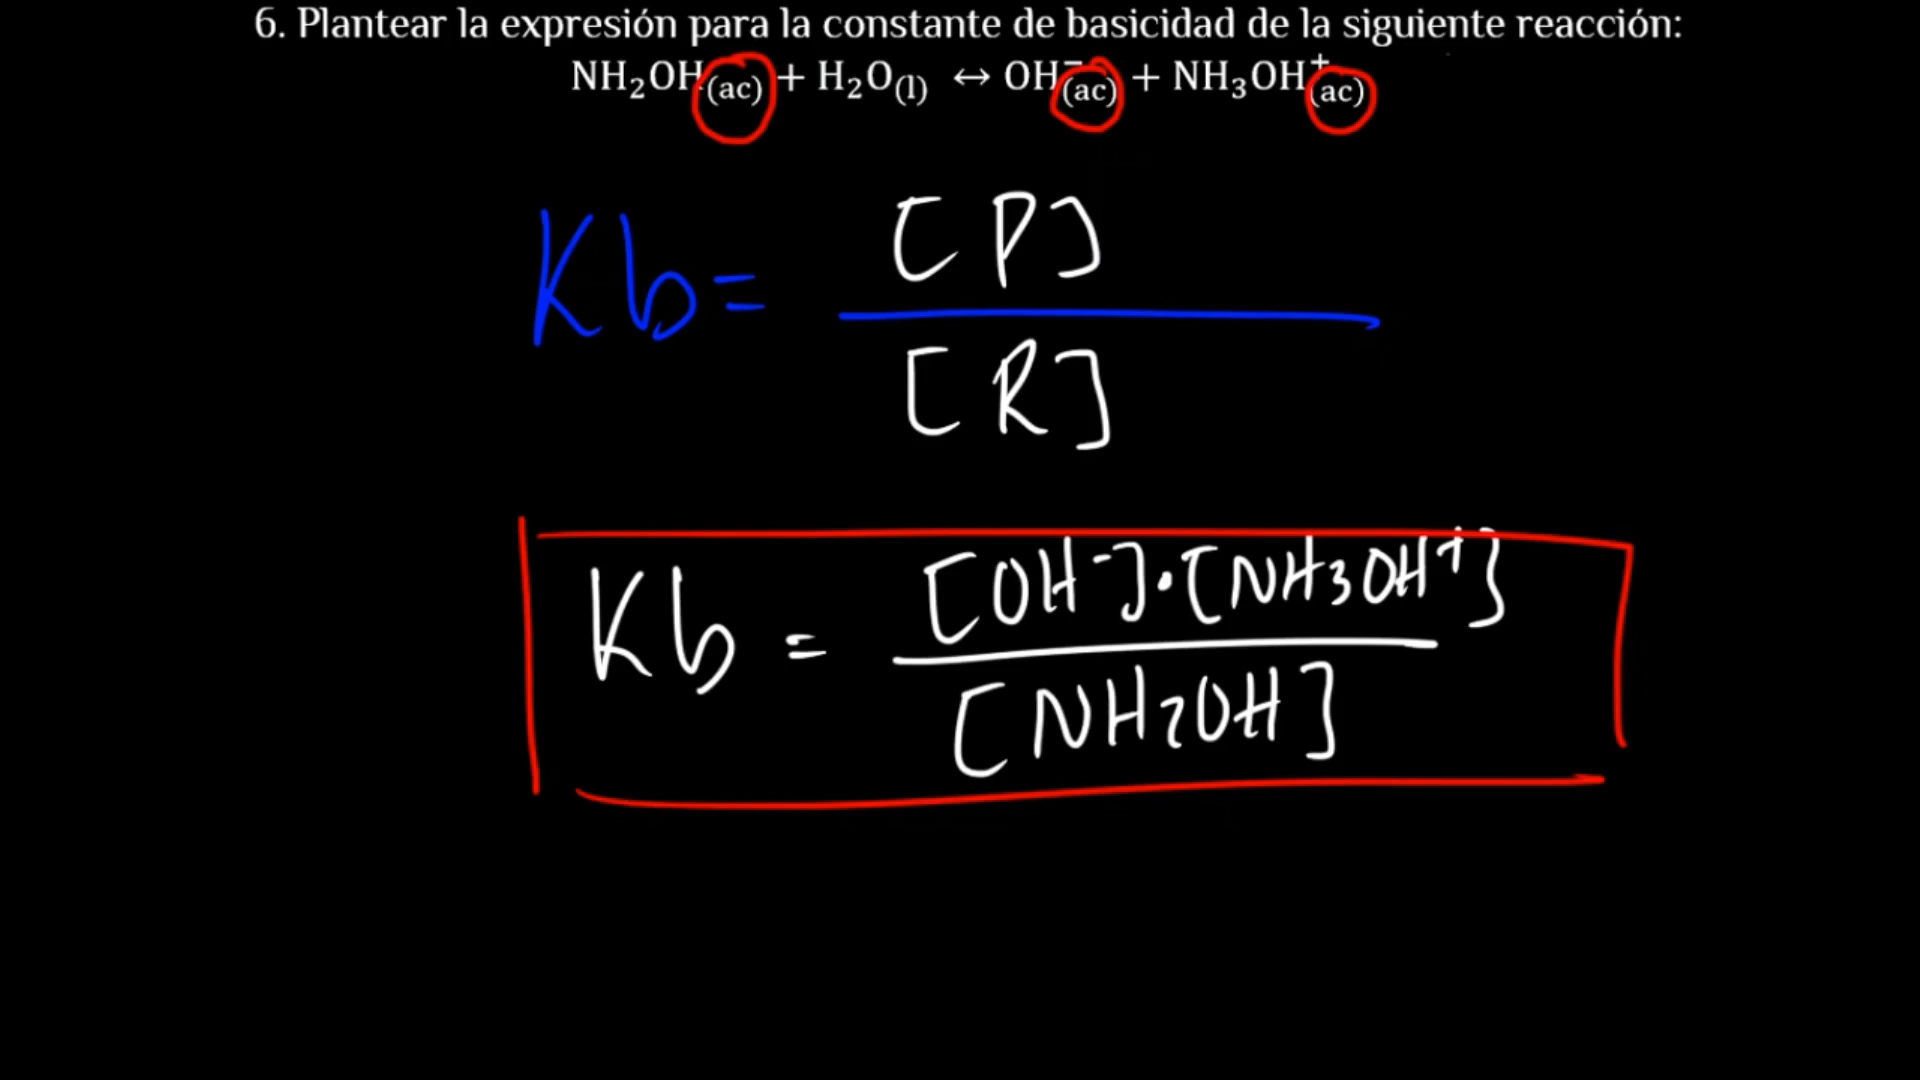 6. Plantear la expresión para la constante de basicidad de la siguiente reacción:
NH₂OH(ac) + H₂O(l) ↔ OH⁻(ac) + NH₃OH⁺(ac)
Kb = [P]
[R]
Kb = [OH⁻]·[NH₃OH⁺]
[NH₂OH]